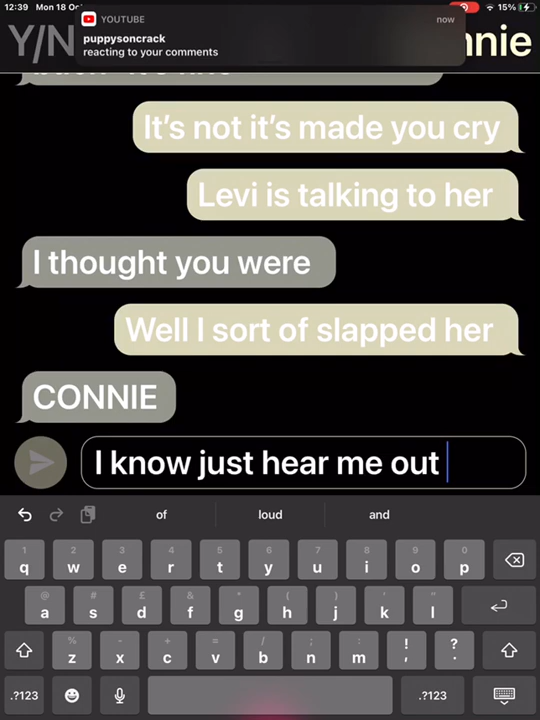 12:39 Mon 18 O
15%
YOUTUBE
now
puppysoncrack
reacting to your comments
Y/N
nnie
It's not it's made you cry
Levi is talking to her
I thought you were
Well I sort of slapped her
CONNIE
I know just hear me out
of loud and
1 2 3 4 5 6 7 8 9 0
q w e r t y u i o p
@ # £ & * ( ) ' "
a s d f g h j k l
% - + = / ; : ! ?
z x c v b n m , .
.?123 .?123